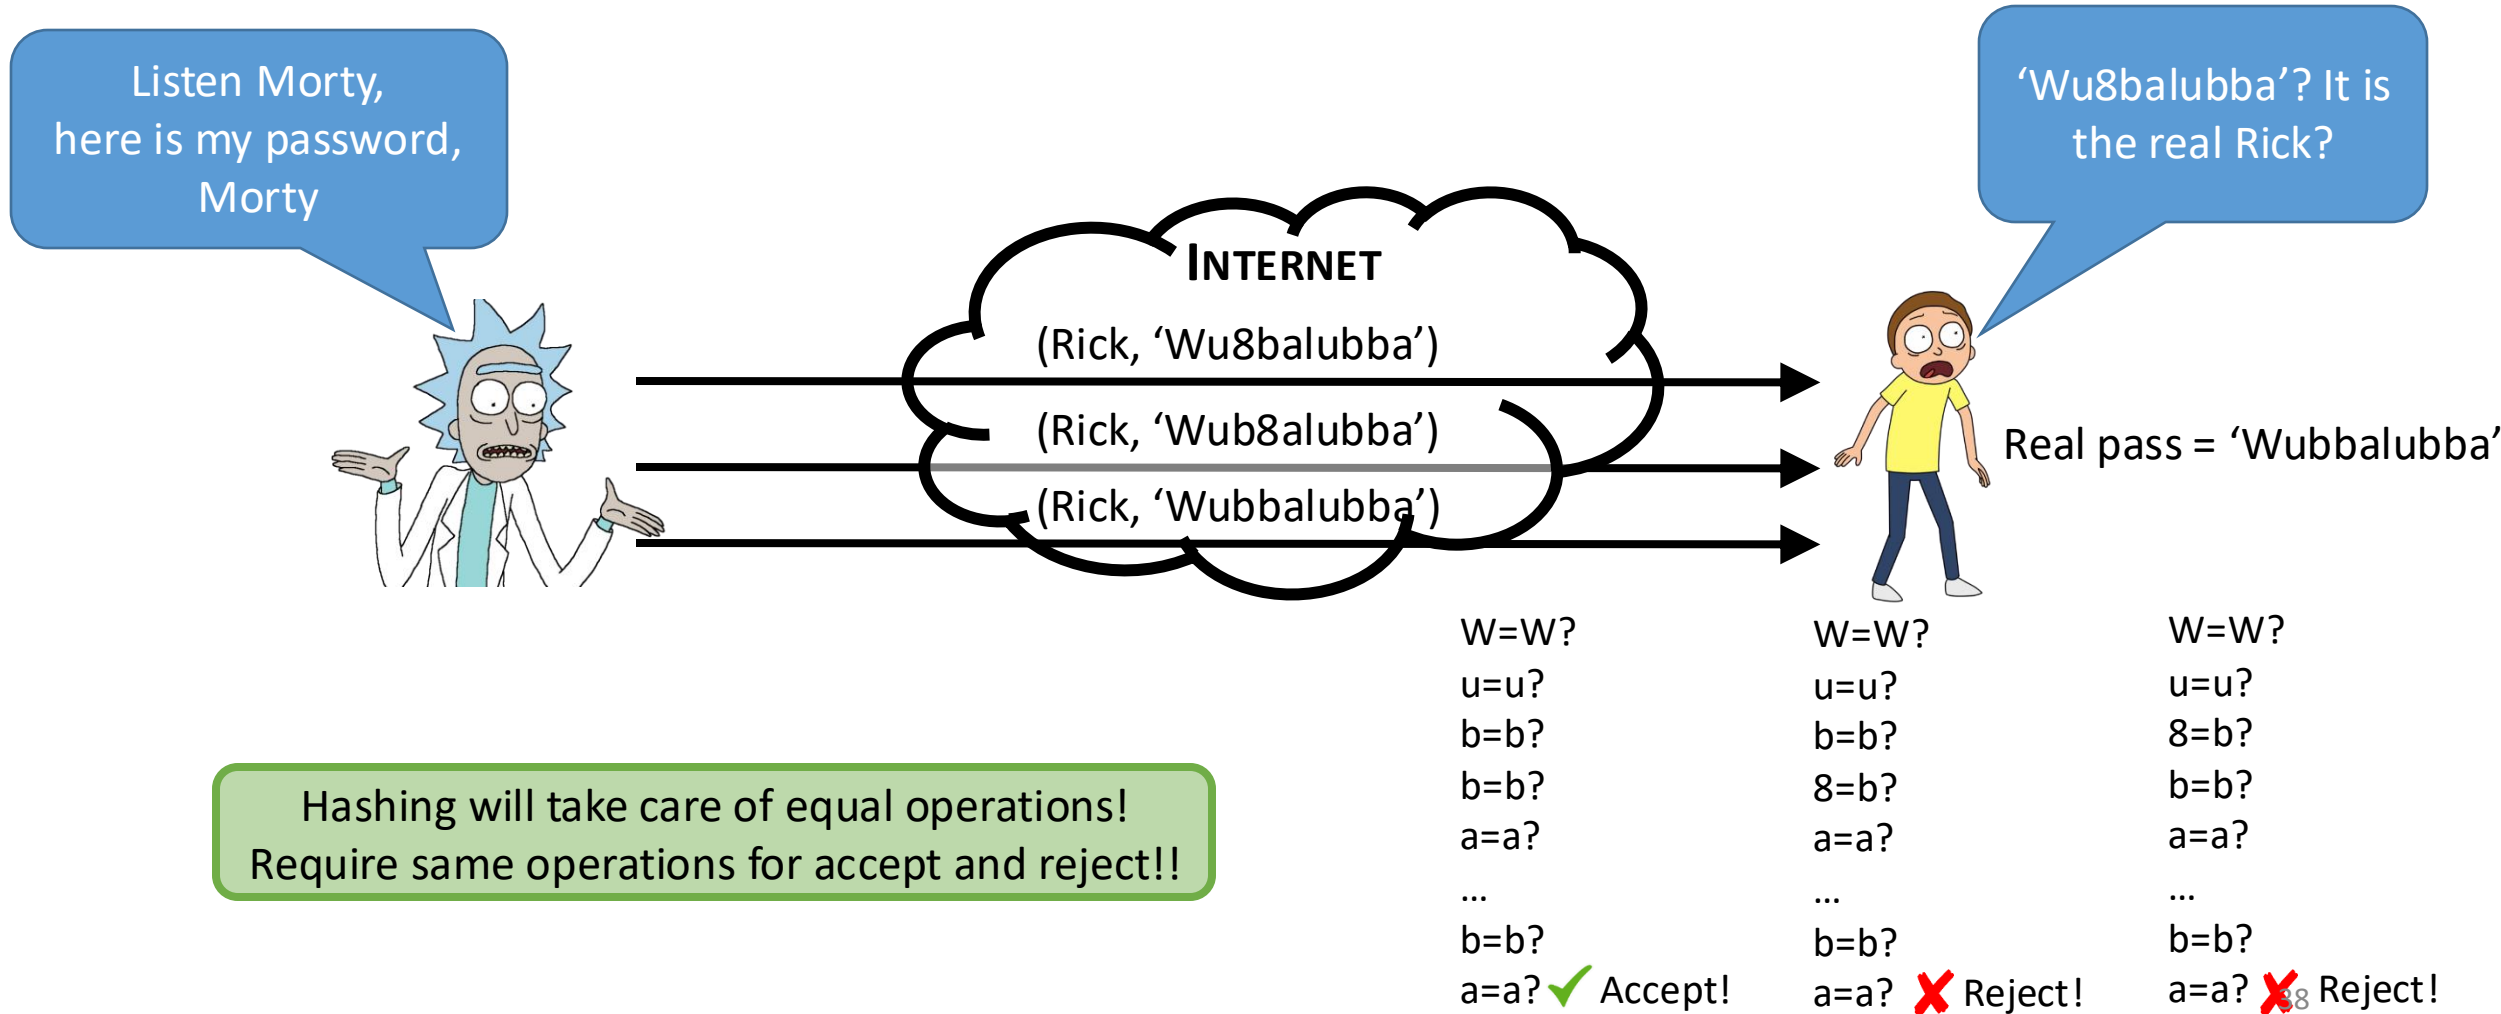 Listen Morty,
here is my password,
Morty
‘Wu8balubba’? It is
the real Rick?
INTERNET
(Rick, ‘Wu8balubba’)
(Rick, ‘Wub8alubba’)
(Rick, ‘Wubbalubba’)
Real pass = ‘Wubbalubba’
Hashing will take care of equal operations!
Require same operations for accept and reject!!
W=W?
u=u?
b=b?
b=b?
a=a?
...
b=b?
a=a? Accept!
W=W?
u=u?
b=b?
8=b?
a=a?
...
b=b?
a=a? Reject!
W=W?
u=u?
8=b?
b=b?
a=a?
...
b=b?
a=a? Reject!
38